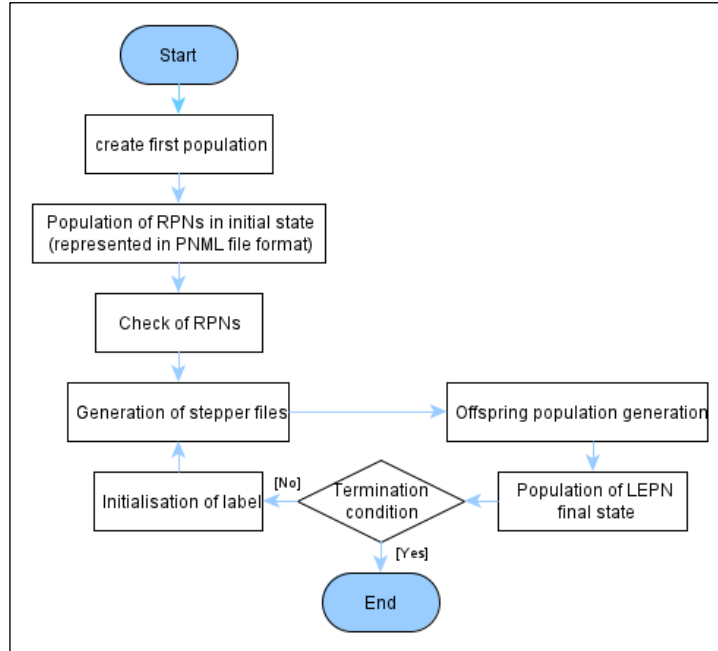 Start
create first population
Population of RPNs in initial state
(represented in PNML file format)
Check of RPNs
Generation of stepper files
Offspring population generation
Initialisation of label
[No]
Termination
condition
Population of LEPN
final state
[Yes]
End